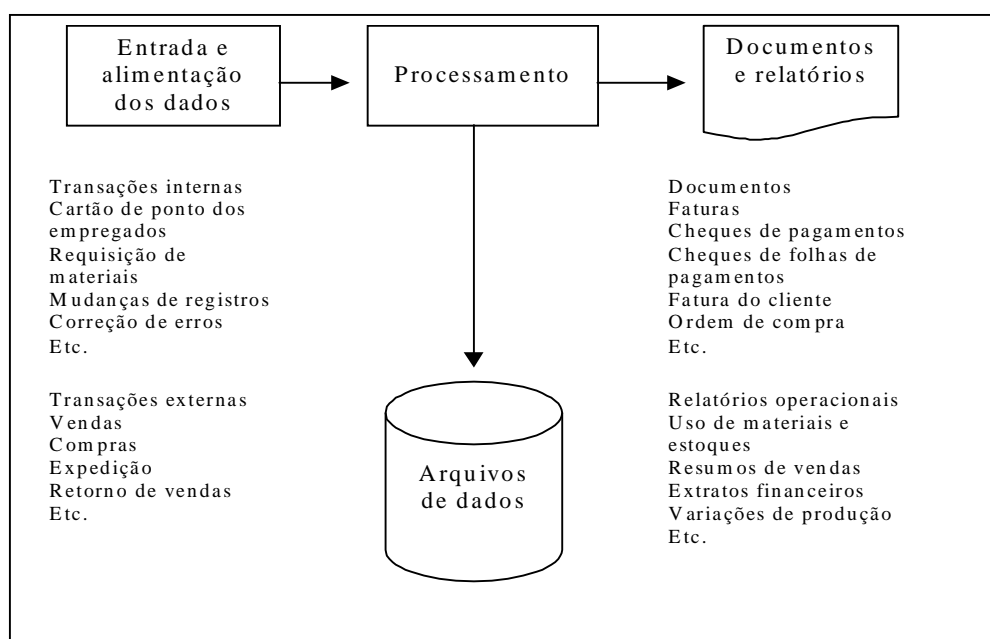 Entrada e
alimentação
dos dados
Processamento
Documentos
e relatórios
Transações internas
Cartão de ponto dos
empregados
Requisição de
materiais
Mudanças de registros
Correção de erros
Etc.
Transações externas
Vendas
Compras
Expedição
Retorno de vendas
Etc.
Arquivos
de dados
Documentos
Faturas
Cheques de pagamentos
Cheques de folhas de
pagamentos
Fatura do cliente
Ordem de compra
Etc.
Relatórios operacionais
Uso de materiais e
estoques
Resumos de vendas
Extratos financeiros
Variações de produção
Etc.